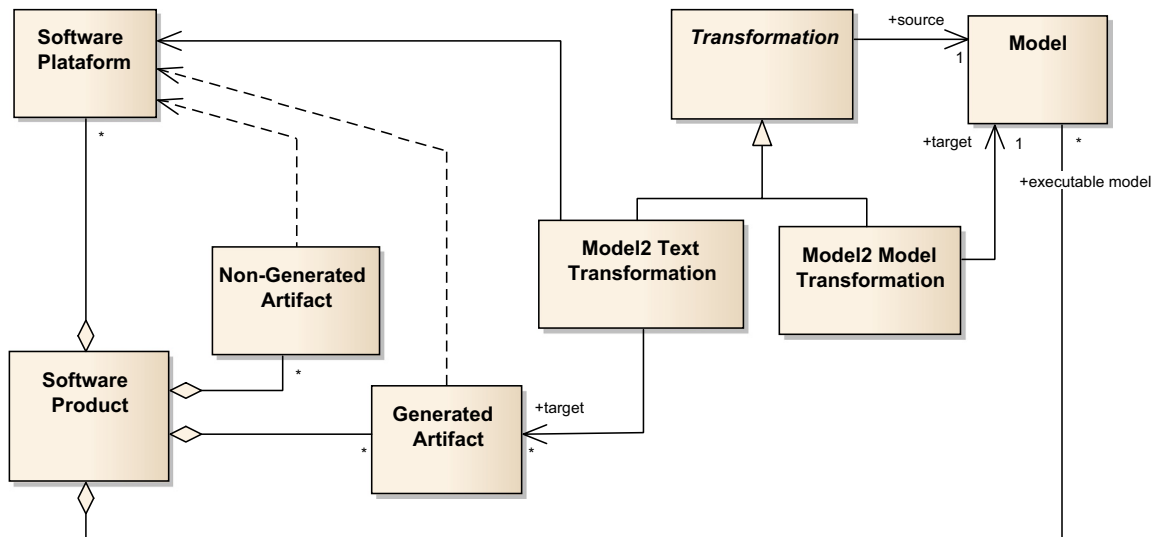 Software
Plataform
Transformation
+source
1
Model
*
+target
1
*
+executable model
Non-Generated
Artifact
*
Model2 Text
Transformation
Model2 Model
Transformation
Software
Product
Generated
Artifact
*
+target
*